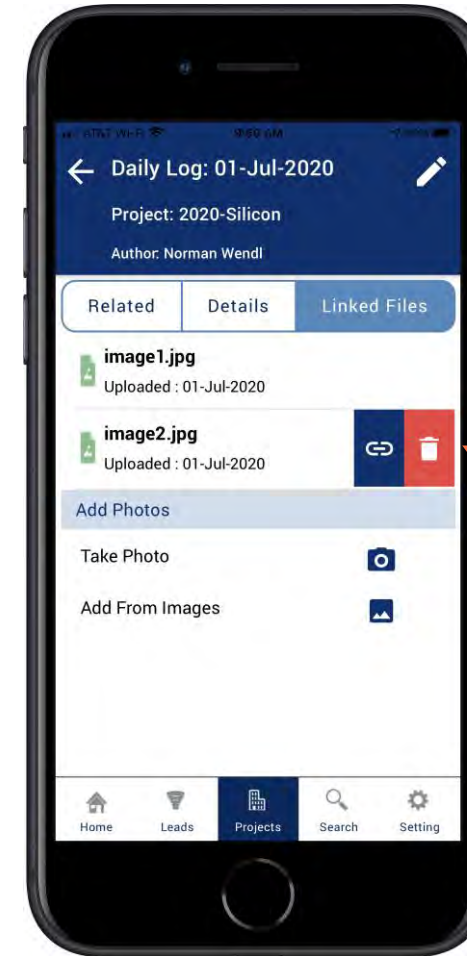 Daily Log: 01-Jul-2020
Project: 2020-Silicon
Author: Norman Wendl
Related Details Linked Files
image1.jpg
Uploaded : 01-Jul-2020
image2.jpg
Uploaded : 01-Jul-2020
Add Photos
Take Photo
Add From Images
Home Leads Projects Search Setting